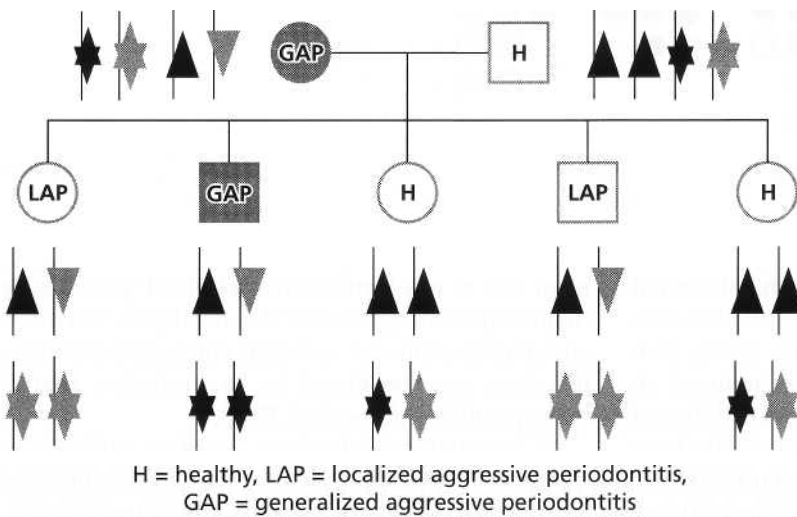 GAP H
LAP GAP H LAP H
H = healthy, LAP = localized aggressive periodontitis,
GAP = generalized aggressive periodontitis